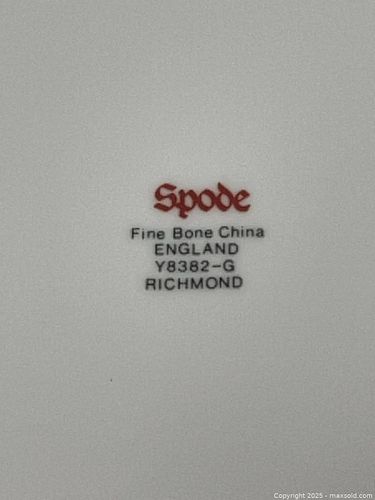 Spode
Fine Bone China
ENGLAND
Y8382-G
RICHMOND
Copyright 2025 - maxsold.com